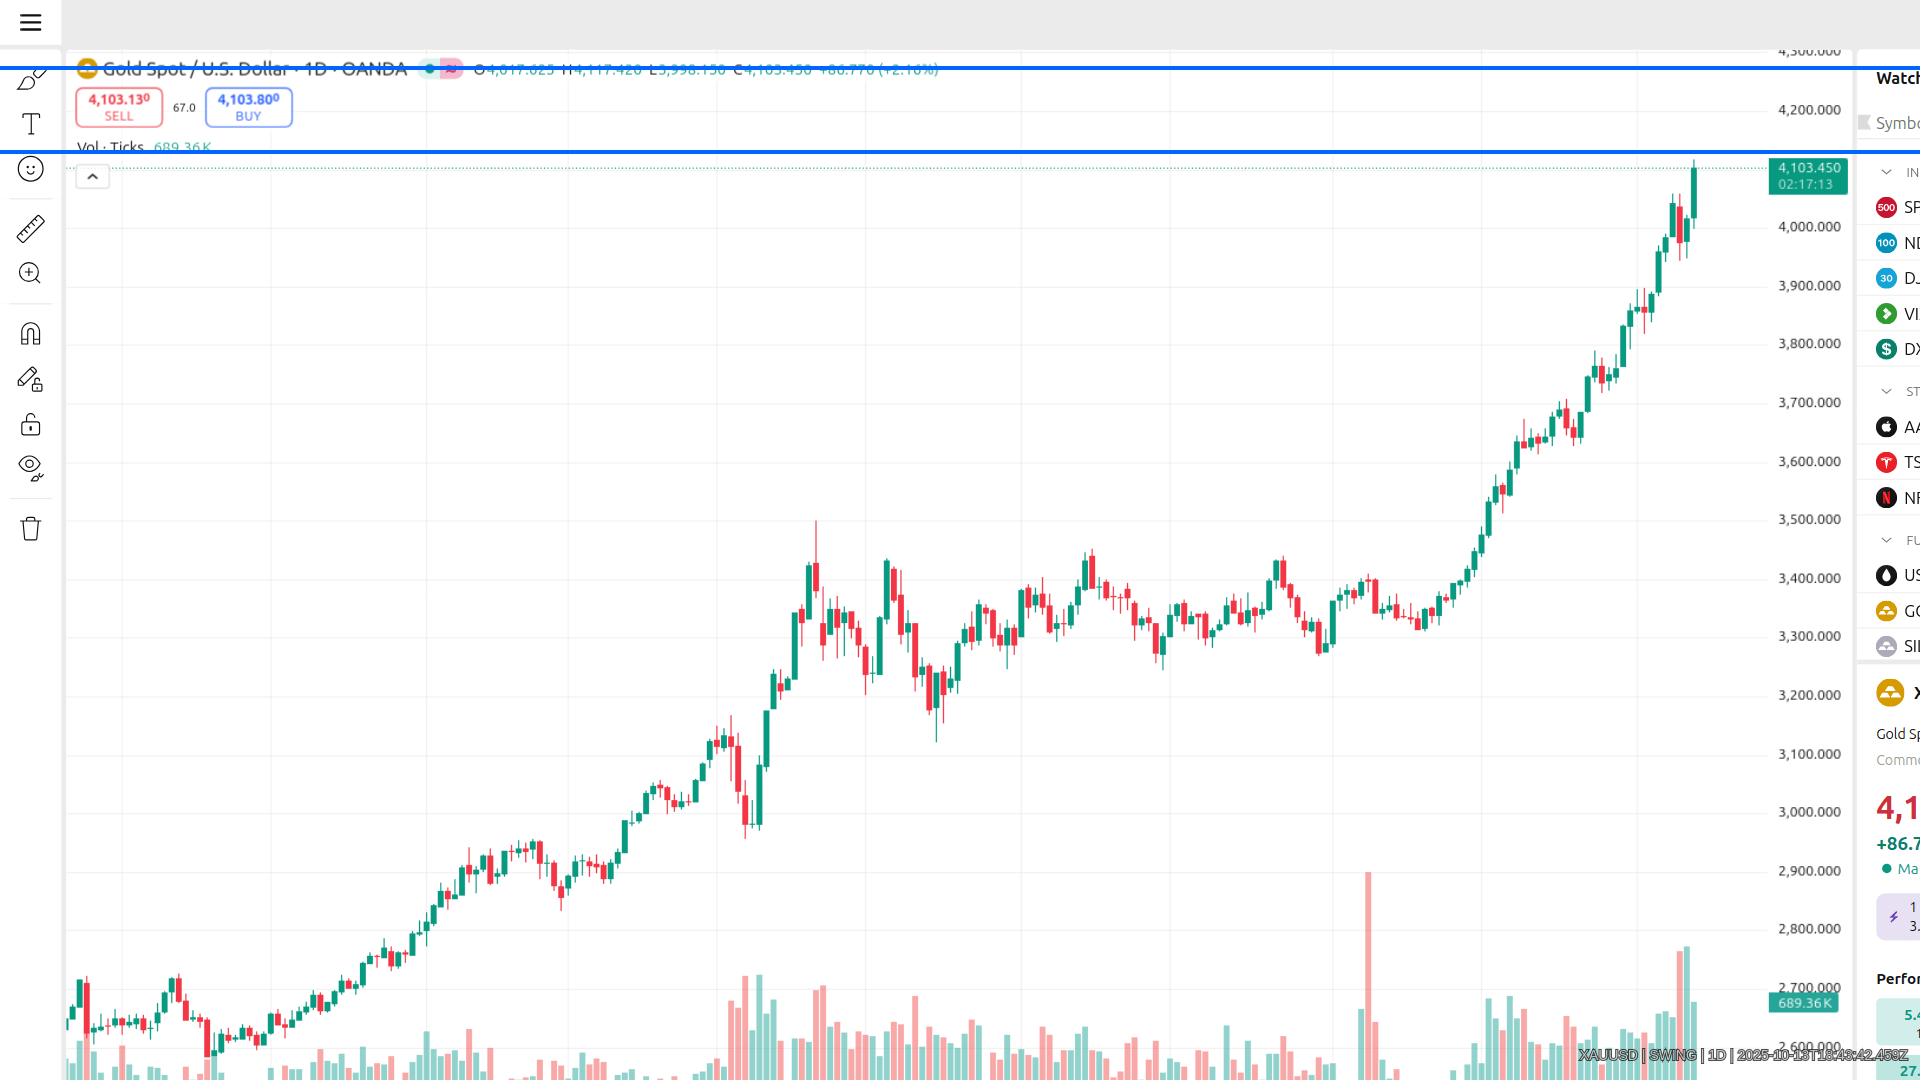 4,300.000
Gold Spot / U.S. Dollar · 1D · OANDA
O4,017.625 H4,117.420 L3,998.150 C4,103.450 +86.770 (+2.16%)
4,103.130
SELL
67.0
4,103.800
BUY
Vol · Ticks 689.36K
4,200.000
4,103.450
02:17:13
4,000.000
3,900.000
3,800.000
3,700.000
3,600.000
3,500.000
3,400.000
3,300.000
3,200.000
3,100.000
3,000.000
2,900.000
2,800.000
2,700.000
689.36K
2,600.000
Watch
Symbo
IN
500 SP
100 ND
30 DJ
VI
DX
ST
AA
TS
NF
FU
US
GO
SIL
X
Gold Sp
Commo
4,1
+86.7
Ma
1
3.
Perfor
5.4
1
27.
XAUUSD | SWING | 1D | 2025-10-13T18:43:42.459Z